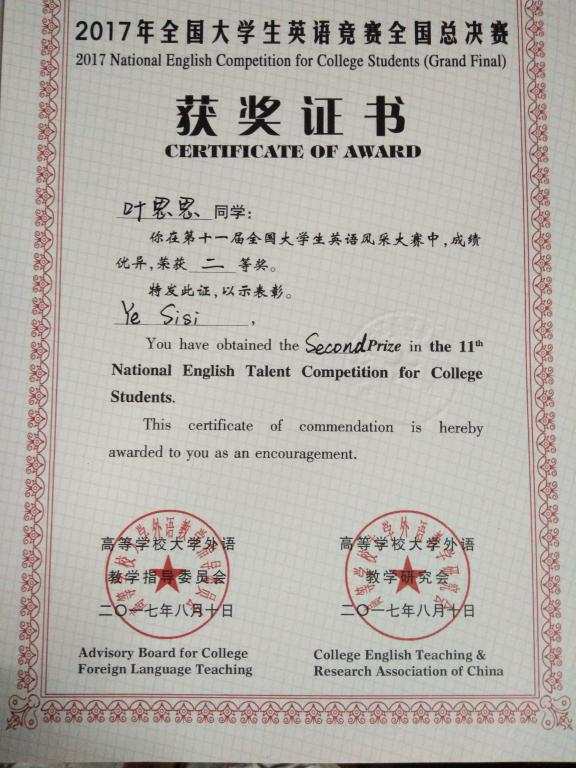 2017年全国大学生英语竞赛全国总决赛
2017 National English Competition for College Students (Grand Final)
获奖证书
CERTIFICATE OF AWARD
叶思思 同学:
你在第十一届全国大学生英语风采大赛中,成绩
优异,荣获 二 等奖。
特发此证,以示表彰。
Ye Sisi ,
You have obtained the Second Prize in the 11th
National English Talent Competition for College
Students.
This certificate of commendation is hereby
awarded to you as an encouragement.
高等学校大学外语
教学指导委员会
二〇一七年八月十日
Advisory Board for College
Foreign Language Teaching
高等学校大学外语
教学研究会
二〇一七年八月十日
College English Teaching &
Research Association of China